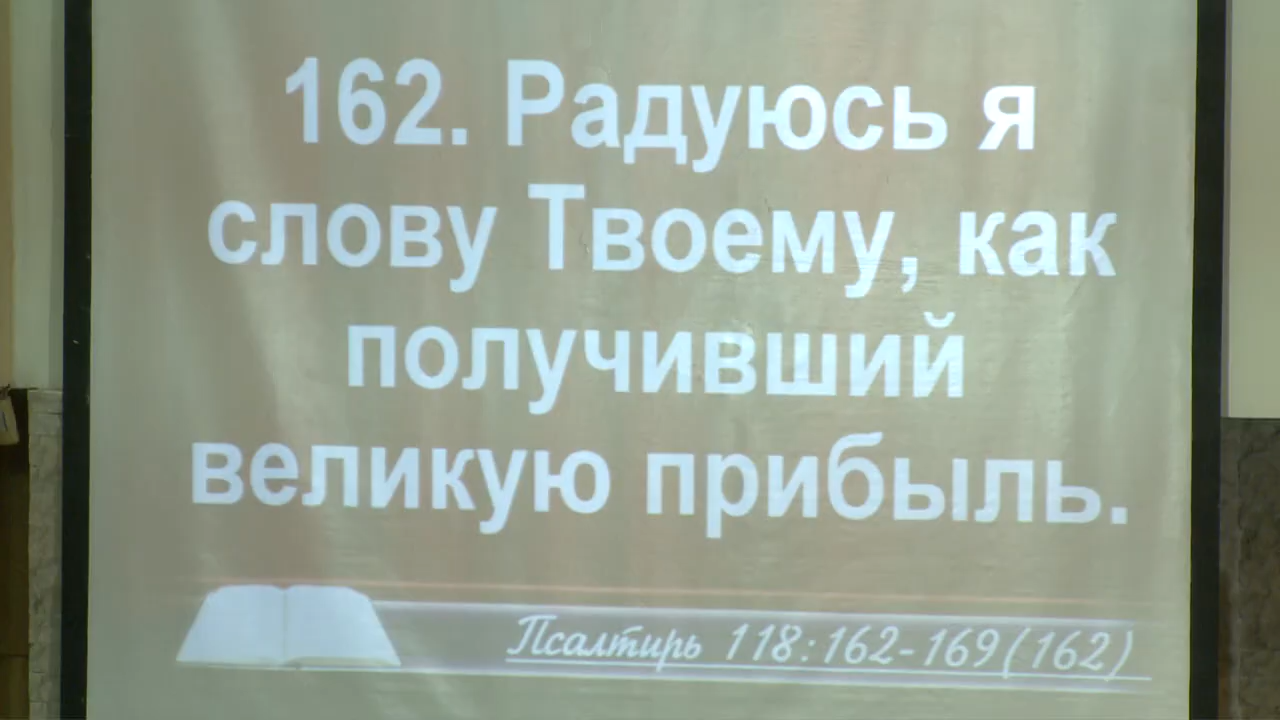 162. Радуюсь я
слову Твоему, как
получивший
великую прибыль.
Псалтирь 118:162-169(162)